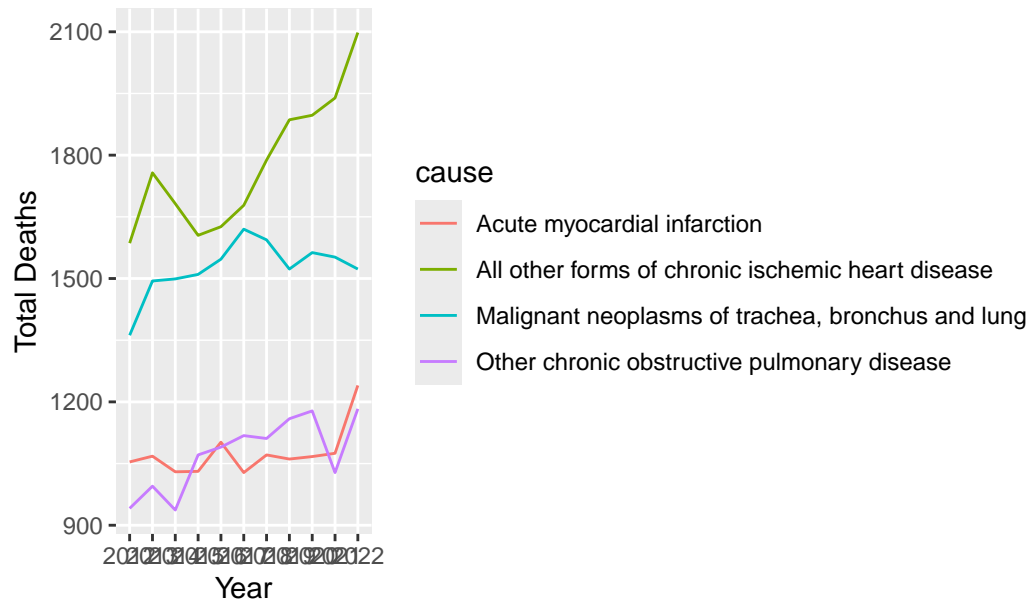 2100
1800
1500
1200
900
Total Deaths
2022
Year
cause
Acute myocardial infarction
All other forms of chronic ischemic heart disease
Malignant neoplasms of trachea, bronchus and lung
Other chronic obstructive pulmonary disease